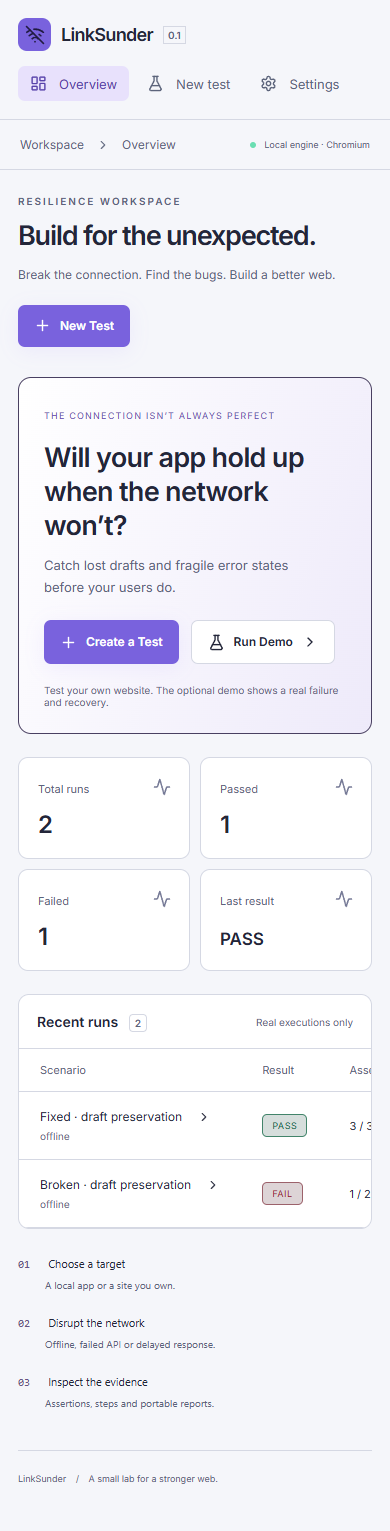 LinkSunder 0.1
Overview New test Settings
Workspace Overview Local engine · Chromium
RESILIENCE WORKSPACE
Build for the unexpected.
Break the connection. Find the bugs. Build a better web.
New Test
THE CONNECTION ISN'T ALWAYS PERFECT
Will your app hold up
when the network
won't?
Catch lost drafts and fragile error states
before your users do.
Create a Test Run Demo
Test your own website. The optional demo shows a real failure
and recovery.
Total runs Passed
2 1
Failed Last result
1 PASS
Recent runs 2 Real executions only
Scenario Result
Fixed · draft preservation PASS 3 / 3
offline
Broken · draft preservation FAIL 1 / 2
offline
01 Choose a target
A local app or a site you own.
02 Disrupt the network
Offline, failed API or delayed response.
03 Inspect the evidence
Assertions, steps and portable reports.
LinkSunder / A small lab for a stronger web.